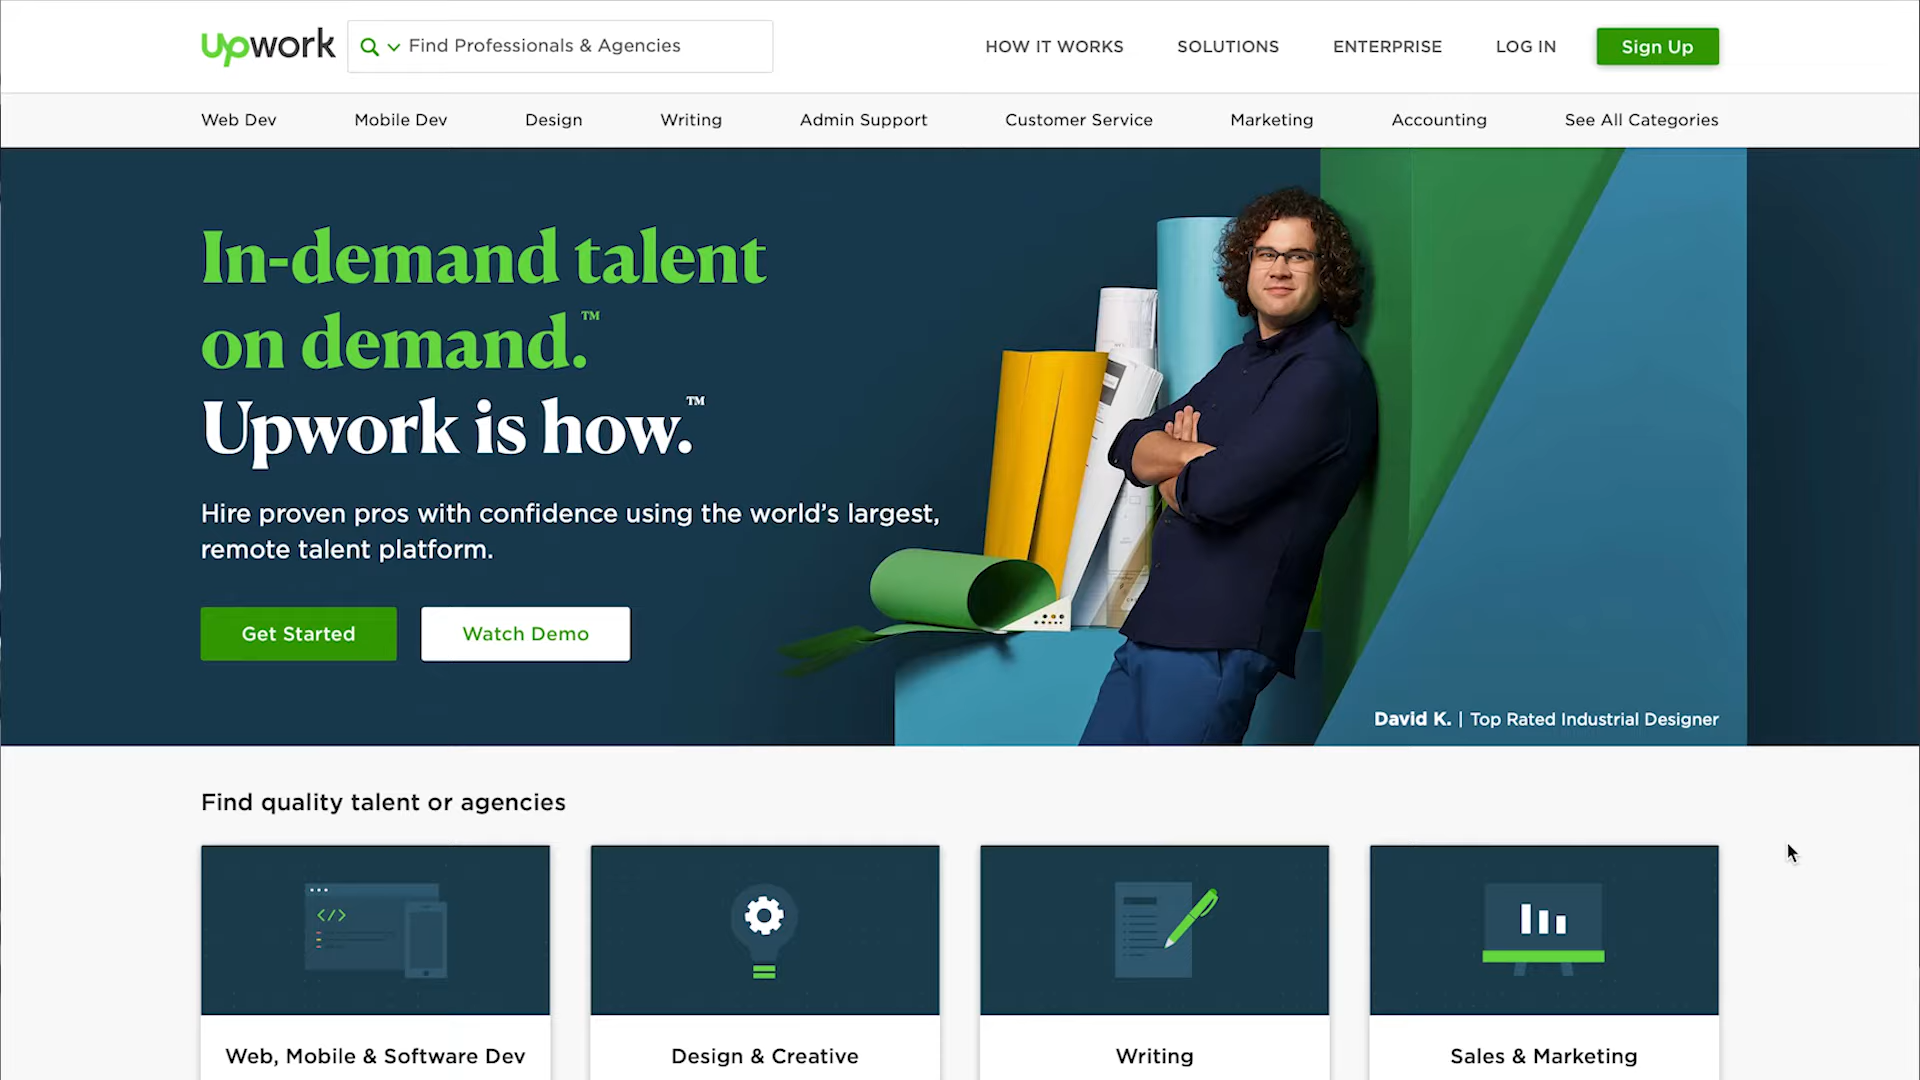 Upwork
Find Professionals & Agencies
HOW IT WORKS
SOLUTIONS
ENTERPRISE
LOG IN
Sign Up
Web Dev
Mobile Dev
Design
Writing
Admin Support
Customer Service
Marketing
Accounting
See All Categories
In-demand talent
on demand.™
Upwork is how.™
Hire proven pros with confidence using the world's largest,
remote talent platform.
Get Started
Watch Demo
David K. | Top Rated Industrial Designer
Find quality talent or agencies
</>
Web, Mobile & Software Dev
Design & Creative
Writing
Sales & Marketing